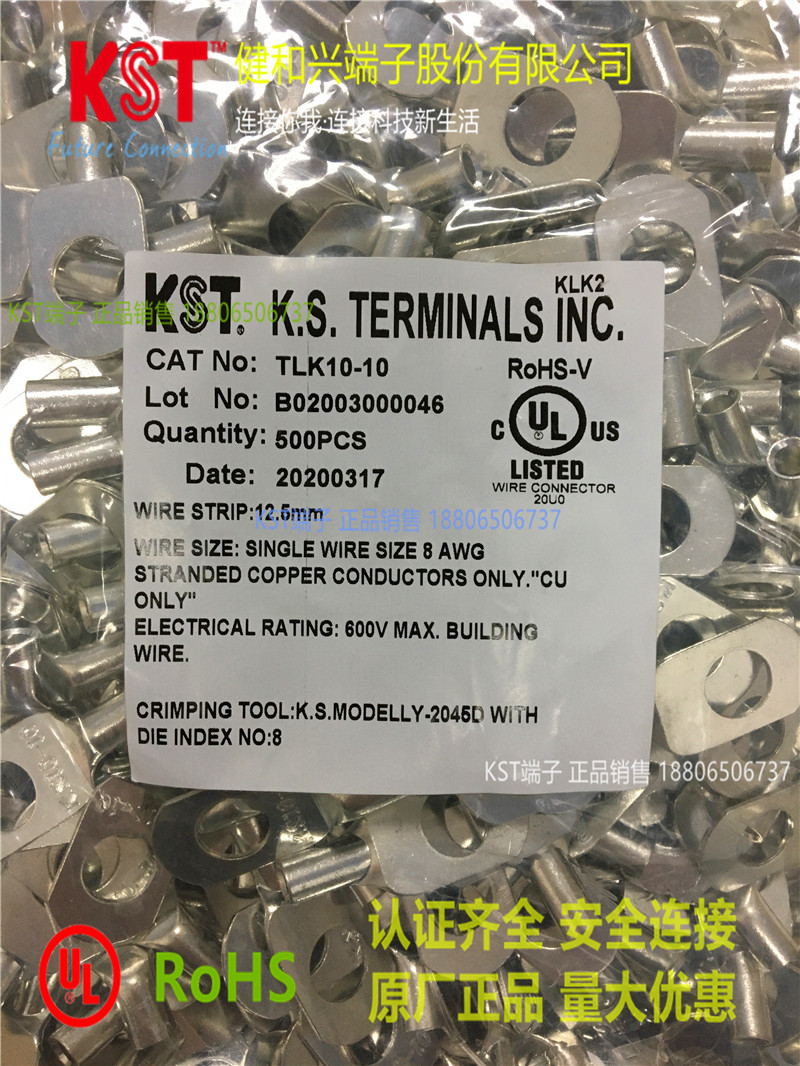 KST™ 健和兴端子股份有限公司
连接你我·连接科技新生活
Future Connection
KLK2
KST® K.S. TERMINALS INC.
KST端子 正品销售 18806506737
CAT No: TLK10-10
RoHS-V
Lot No: B02003000046
C UL US
Quantity: 500PCS
LISTED
Date: 20200317
WIRE CONNECTOR
20U0
WIRE STRIP:12.5mm
KST端子 正品销售 18806506737
WIRE SIZE: SINGLE WIRE SIZE 8 AWG
STRANDED COPPER CONDUCTORS ONLY."CU
ONLY"
ELECTRICAL RATING: 600V MAX. BUILDING
WIRE.
CRIMPING TOOL:K.S.MODELLY-2045D WITH
DIE INDEX NO:8
KST端子 正品销售 18806506737
认证齐全 安全连接
UL RoHS
原厂正品 量大优惠